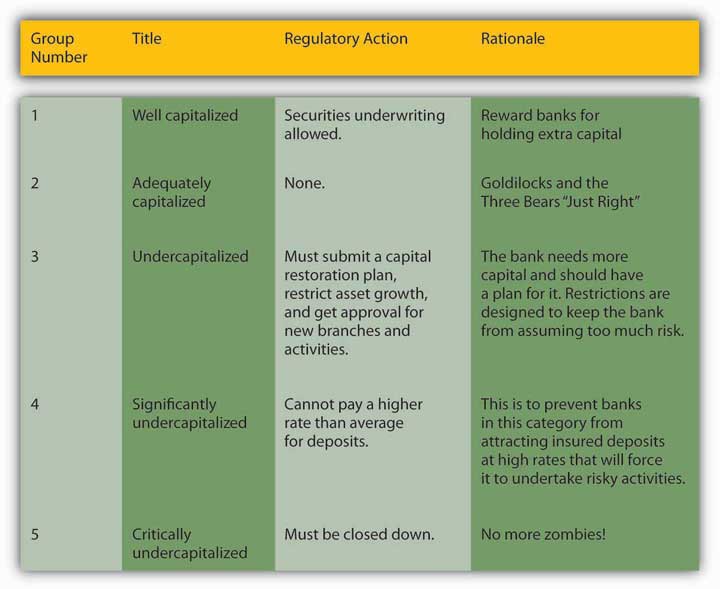 Group Number
Title
Regulatory Action
Rationale
1
Well capitalized
Securities underwriting
allowed.
Reward banks for
holding extra capital
2
Adequately
capitalized
None.
Goldilocks and the
Three Bears “Just Right”
3
Undercapitalized
Must submit a capital
restoration plan,
restrict asset growth,
and get approval for
new branches and
activities.
The bank needs more
capital and should have
a plan for it. Restrictions are
designed to keep the bank
from assuming too much risk.
4
Significantly
undercapitalized
Cannot pay a higher
rate than average
for deposits.
This is to prevent banks
in this category from
attracting insured deposits
at high rates that will force
it to undertake risky activities.
5
Critically
undercapitalized
Must be closed down.
No more zombies!